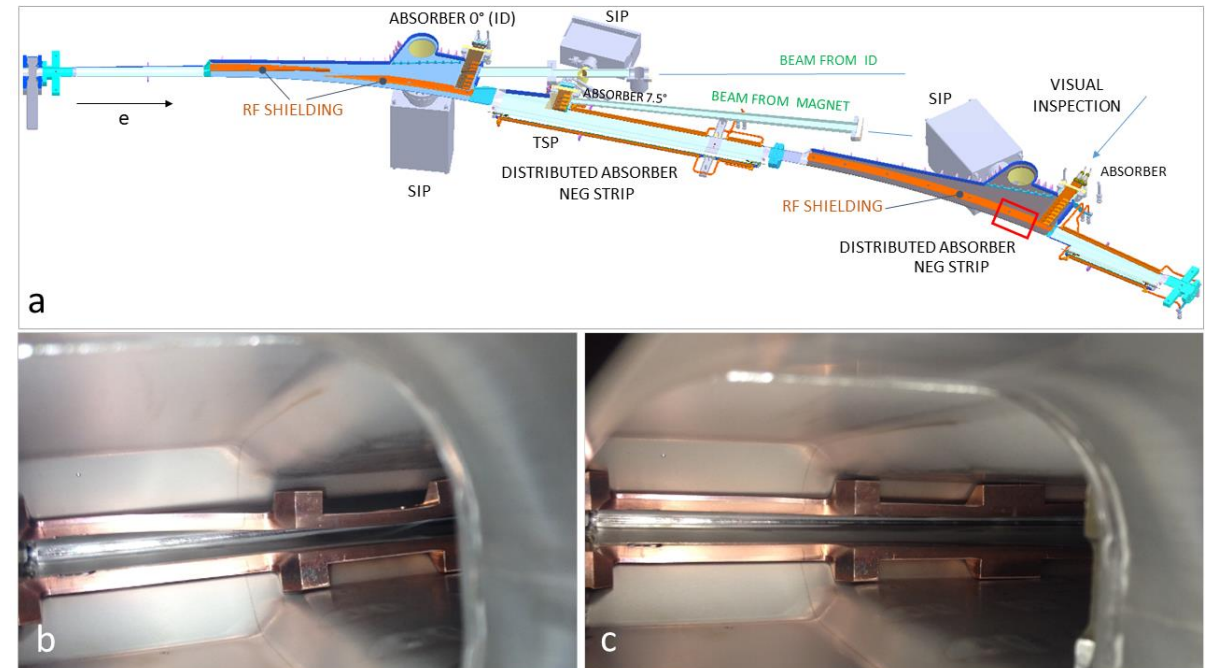 ABSORBER 0° (ID)
SIP
BEAM FROM ID
RF SHIELDING
e
ABSORBER 7.5°
BEAM FROM MAGNET
SIP
VISUAL
INSPECTION
SIP
TSP
DISTRIBUTED ABSORBER
NEG STRIP
ABSORBER
RF SHIELDING
DISTRIBUTED ABSORBER
NEG STRIP
a
b
c